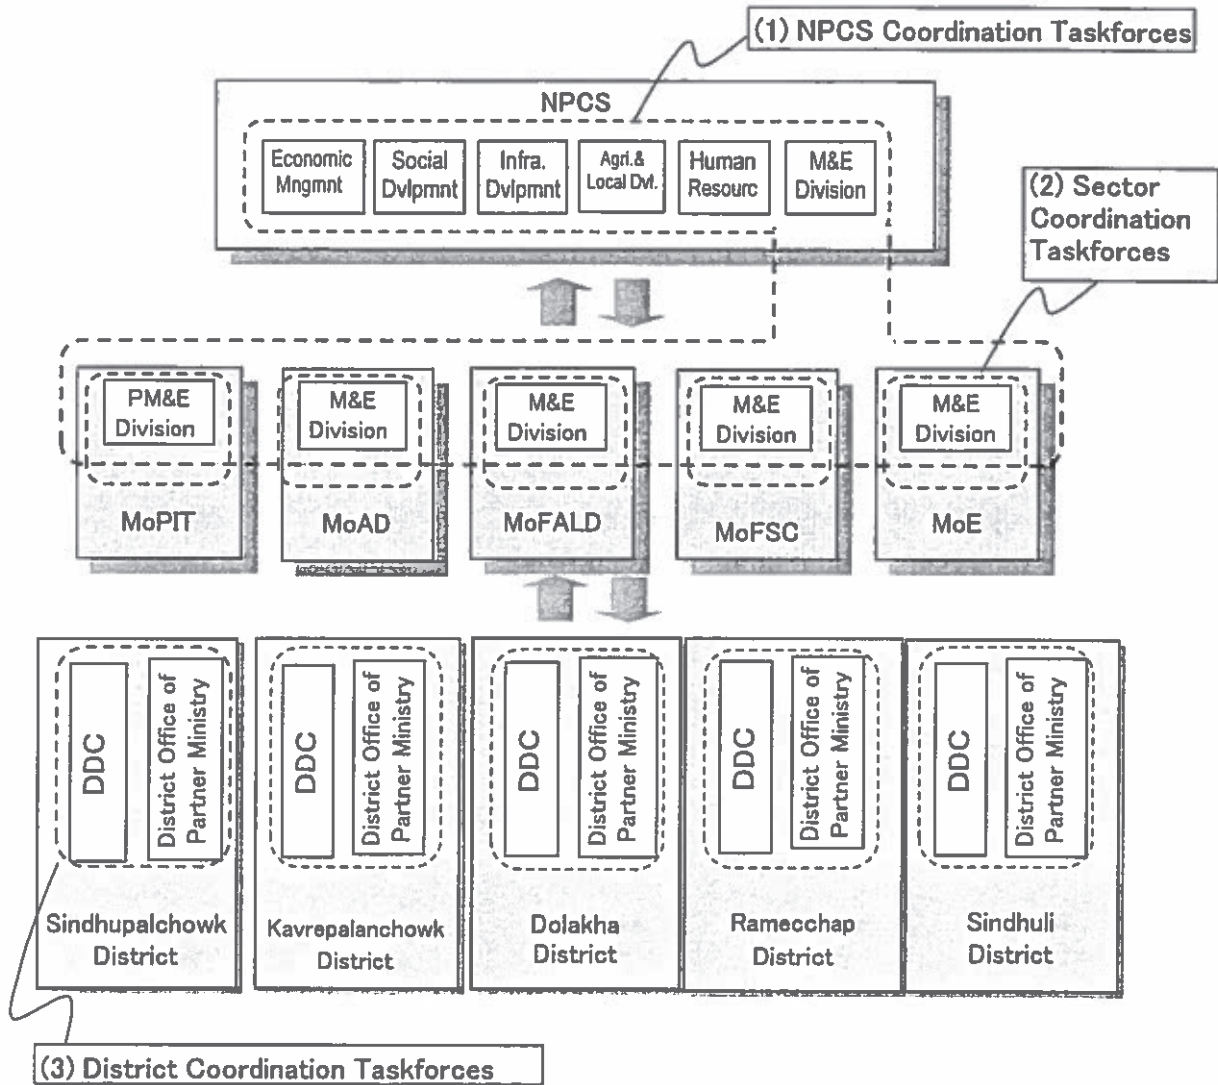 (1) NPCS Coordination Taskforces
NPCS
Economic
Mngmnt
Social
Dvlpmnt
Infra.
Dvlpmnt
Agri.&
Local Dvl.
Human
Resourc
M&E
Division
(2) Sector
Coordination
Taskforces
PM&E
Division
M&E
Division
M&E
Division
M&E
Division
M&E
Division
MoPIT
MoAD
MoFALD
MoFSC
MoE
DDC
District Office of
Partner Ministry
DDC
District Office of
Partner Ministry
DDC
District Office of
Partner Ministry
DDC
District Office of
Partner Ministry
DDC
District Office of
Partner Ministry
Sindhupalchowk
District
Kavrepalanchowk
District
Dolakha
District
Ramecchap
District
Sindhuli
District
(3) District Coordination Taskforces